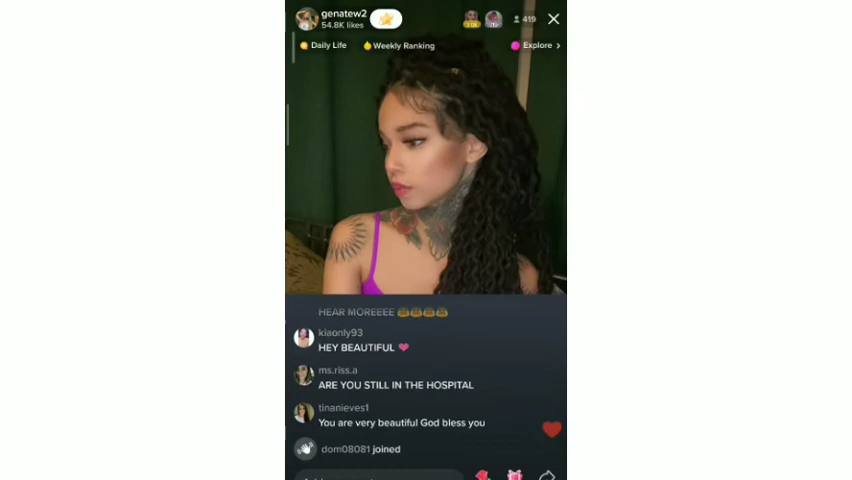 genatew2
54.8K likes
419
Daily Life
Weekly Ranking
Explore >
HEAR MOREEEE
kiaonly93
HEY BEAUTIFUL
ms.riss.a
ARE YOU STILL IN THE HOSPITAL
tinanieves1
You are very beautiful God bless you
dom08081 joined